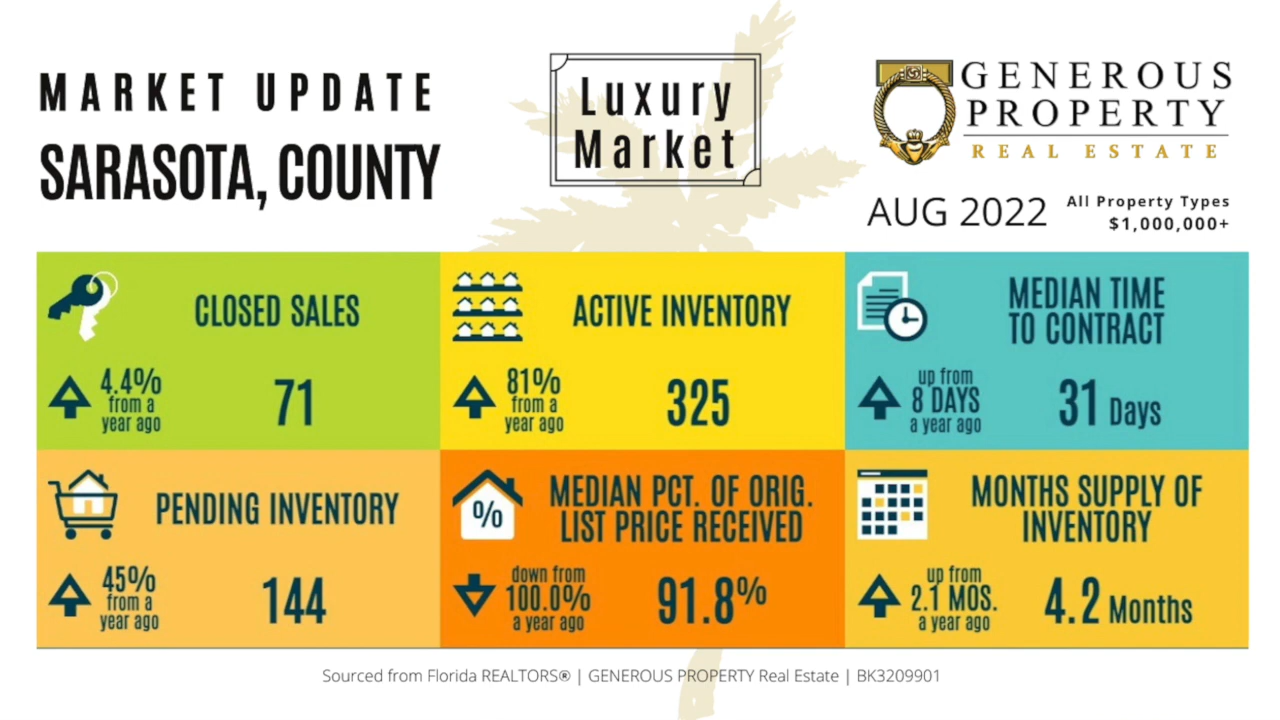 MARKET UPDATE
SARASOTA, COUNTY
Luxury
Market
GENEROUS
PROPERTY
REAL ESTATE
AUG 2022
All Property Types
$1,000,000+
CLOSED SALES
4.4%
from a
year ago
71
ACTIVE INVENTORY
81%
from a
year ago
325
MEDIAN TIME
TO CONTRACT
up from
8 DAYS
a year ago
31 Days
PENDING INVENTORY
45%
from a
year ago
144
%
MEDIAN PCT. OF ORIG.
LIST PRICE RECEIVED
down from
100.0%
a year ago
91.8%
MONTHS SUPPLY OF
INVENTORY
up from
2.1 MOS.
a year ago
4.2 Months
Sourced from Florida REALTORS® | GENEROUS PROPERTY Real Estate | BK3209901